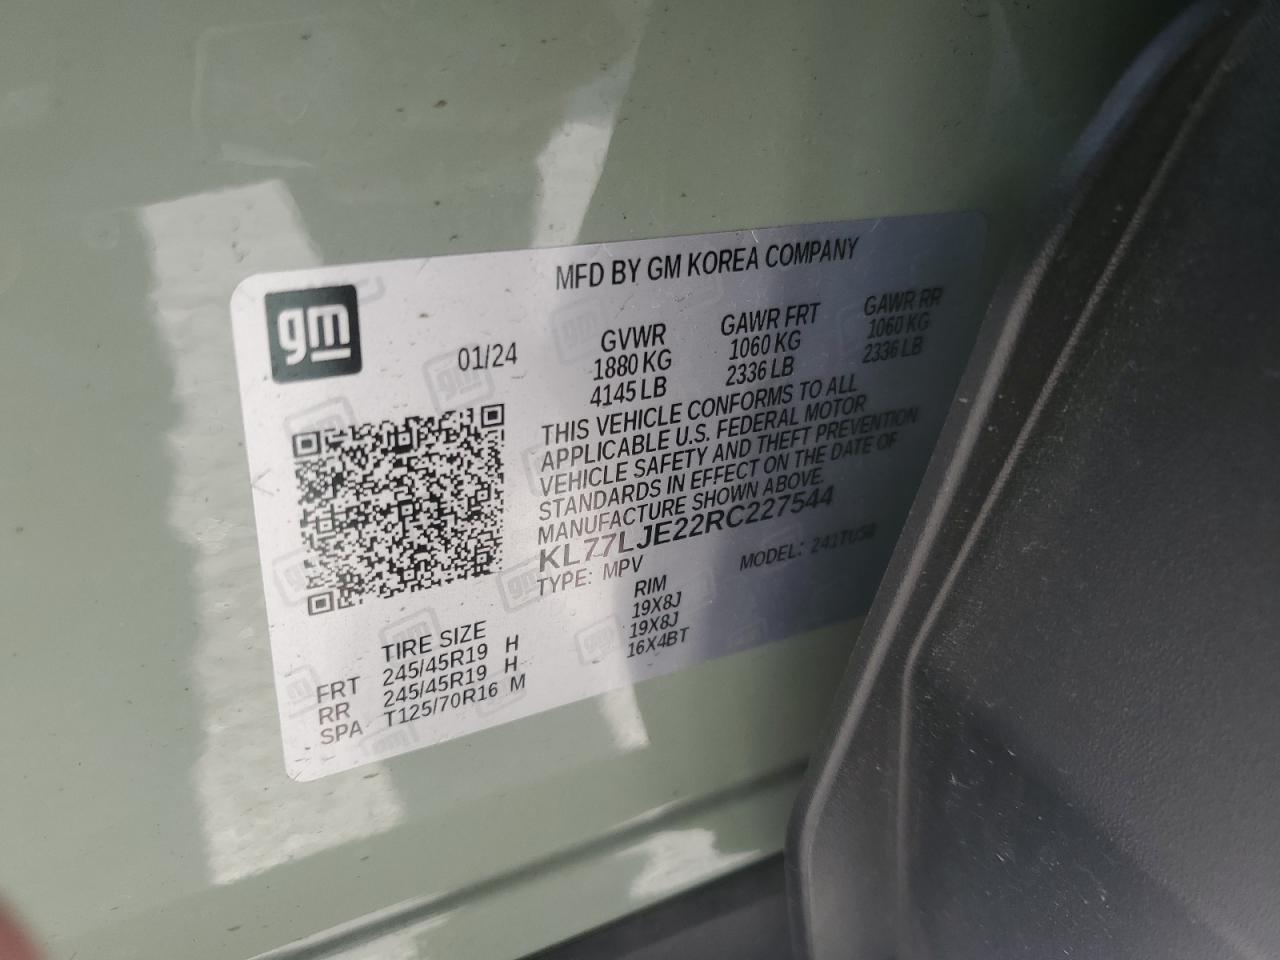 MFD BY GM KOREA COMPANY
gm
01/24
GVWR GAWR FRT GAWR RR
1880 KG 1060 KG 1060 KG
4145 LB 2336 LB 2336 LB
THIS VEHICLE CONFORMS TO ALL
APPLICABLE U.S. FEDERAL MOTOR
VEHICLE SAFETY AND THEFT PREVENTION
STANDARDS IN EFFECT ON THE DATE OF
MANUFACTURE SHOWN ABOVE.
KL77LJE22RC227544
TYPE: MPV MODEL:
TIRE SIZE RIM
FRT 245/45R19 H 19X8J
RR 245/45R19 H 19X8J
SPA T125/70R16 M 16X4BT